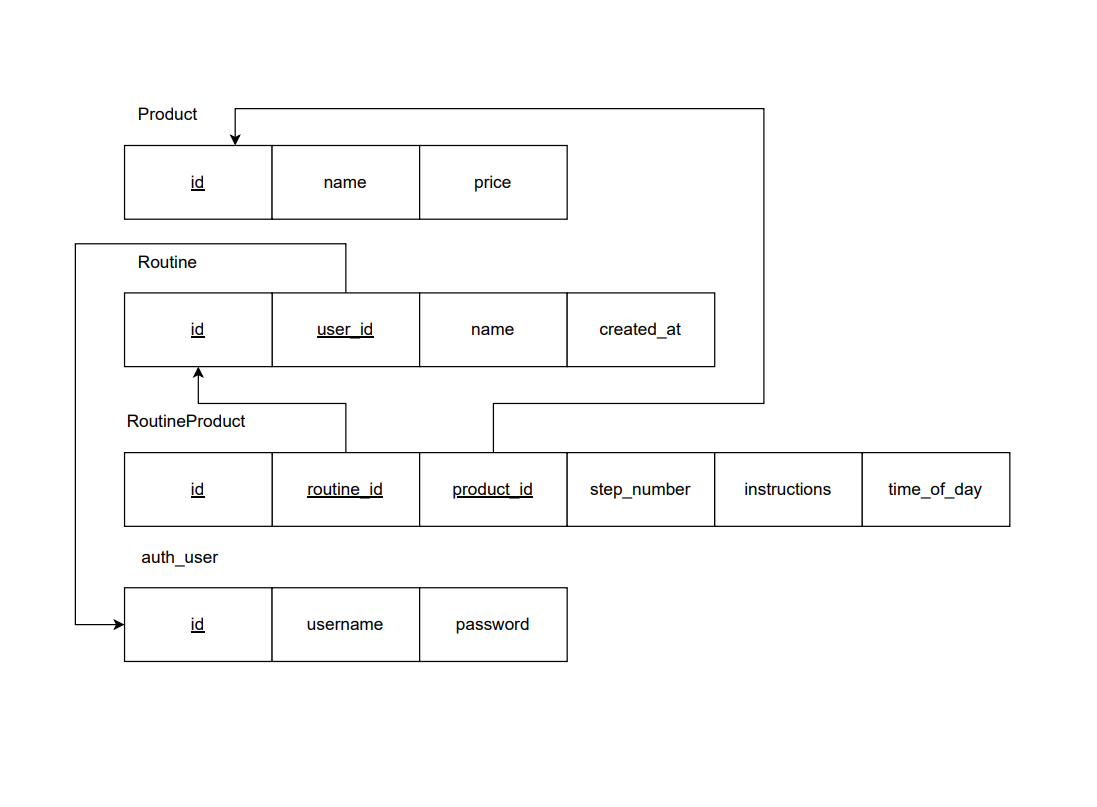 Product
id name price
Routine
id user_id name created_at
RoutineProduct
id routine_id product_id step_number instructions time_of_day
auth_user
id username password